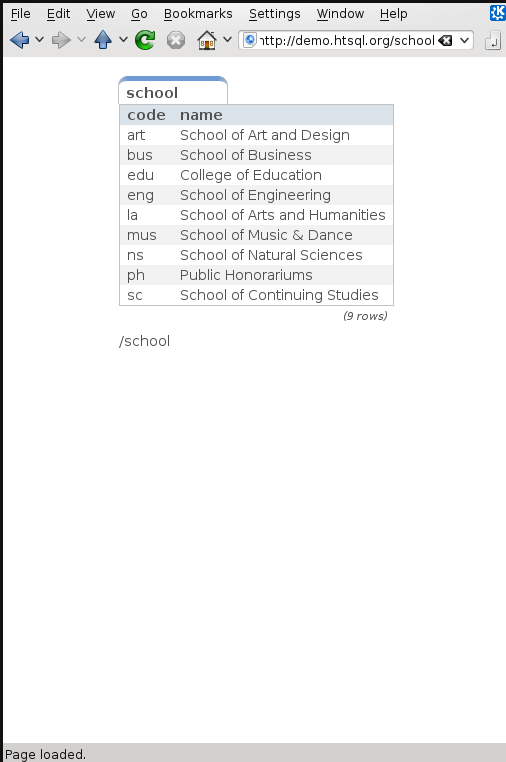 File Edit View Go Bookmarks Settings Window Help
http://demo.htsql.org/school
school
code name
art School of Art and Design
bus School of Business
edu College of Education
eng School of Engineering
la School of Arts and Humanities
mus School of Music & Dance
ns School of Natural Sciences
ph Public Honorariums
sc School of Continuing Studies
(9 rows)
/school
Page loaded.